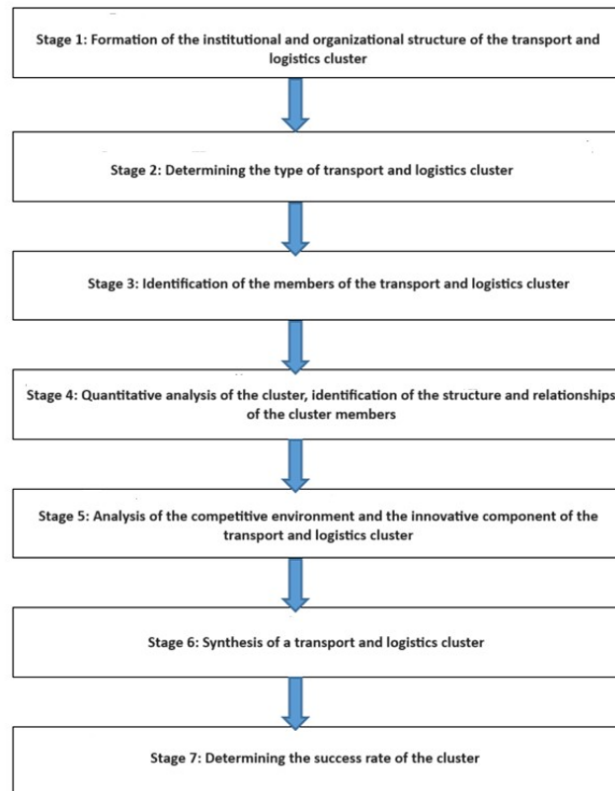 Stage 1: Formation of the institutional and organizational structure of the transport and
logistics cluster
Stage 2: Determining the type of transport and logistics cluster
Stage 3: Identification of the members of the transport and logistics cluster
Stage 4: Quantitative analysis of the cluster, identification of the structure and relationships
of the cluster members
Stage 5: Analysis of the competitive environment and the innovative component of the
transport and logistics cluster
Stage 6: Synthesis of a transport and logistics cluster
Stage 7: Determining the success rate of the cluster